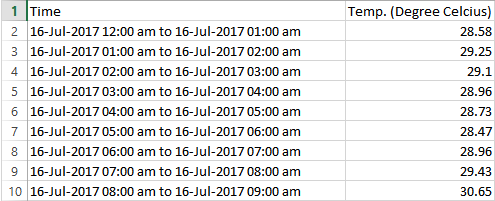 1 Time Temp. (Degree Celcius)
2 16-Jul-2017 12:00 am to 16-Jul-2017 01:00 am 28.58
3 16-Jul-2017 01:00 am to 16-Jul-2017 02:00 am 29.25
4 16-Jul-2017 02:00 am to 16-Jul-2017 03:00 am 29.1
5 16-Jul-2017 03:00 am to 16-Jul-2017 04:00 am 28.96
6 16-Jul-2017 04:00 am to 16-Jul-2017 05:00 am 28.73
7 16-Jul-2017 05:00 am to 16-Jul-2017 06:00 am 28.47
8 16-Jul-2017 06:00 am to 16-Jul-2017 07:00 am 28.96
9 16-Jul-2017 07:00 am to 16-Jul-2017 08:00 am 29.43
10 16-Jul-2017 08:00 am to 16-Jul-2017 09:00 am 30.65